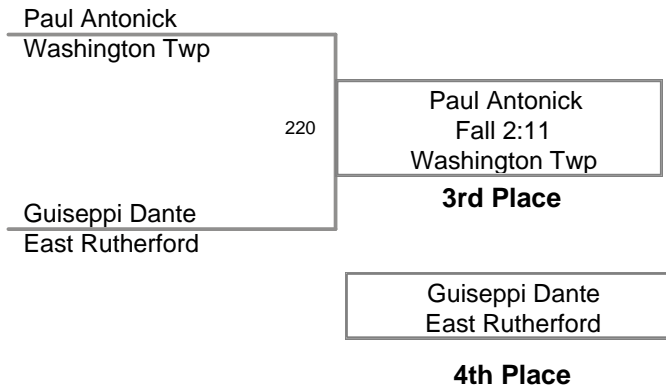 Paul Antonick
Washington Twp
220
Paul Antonick
Fall 2:11
Washington Twp
3rd Place
Guiseppi Dante
East Rutherford
Guiseppi Dante
East Rutherford
4th Place